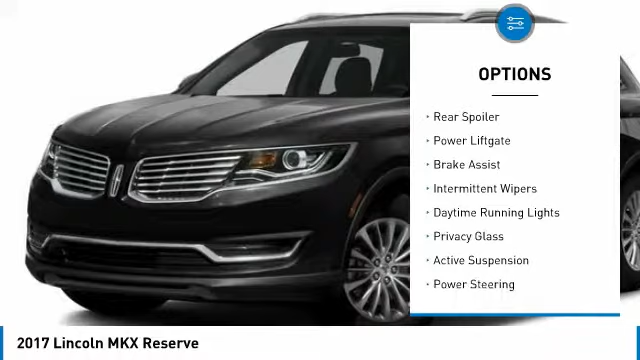 OPTIONS
Rear Spoiler
Power Liftgate
Brake Assist
Intermittent Wipers
Daytime Running Lights
Privacy Glass
Active Suspension
Power Steering
2017 Lincoln MKX Reserve